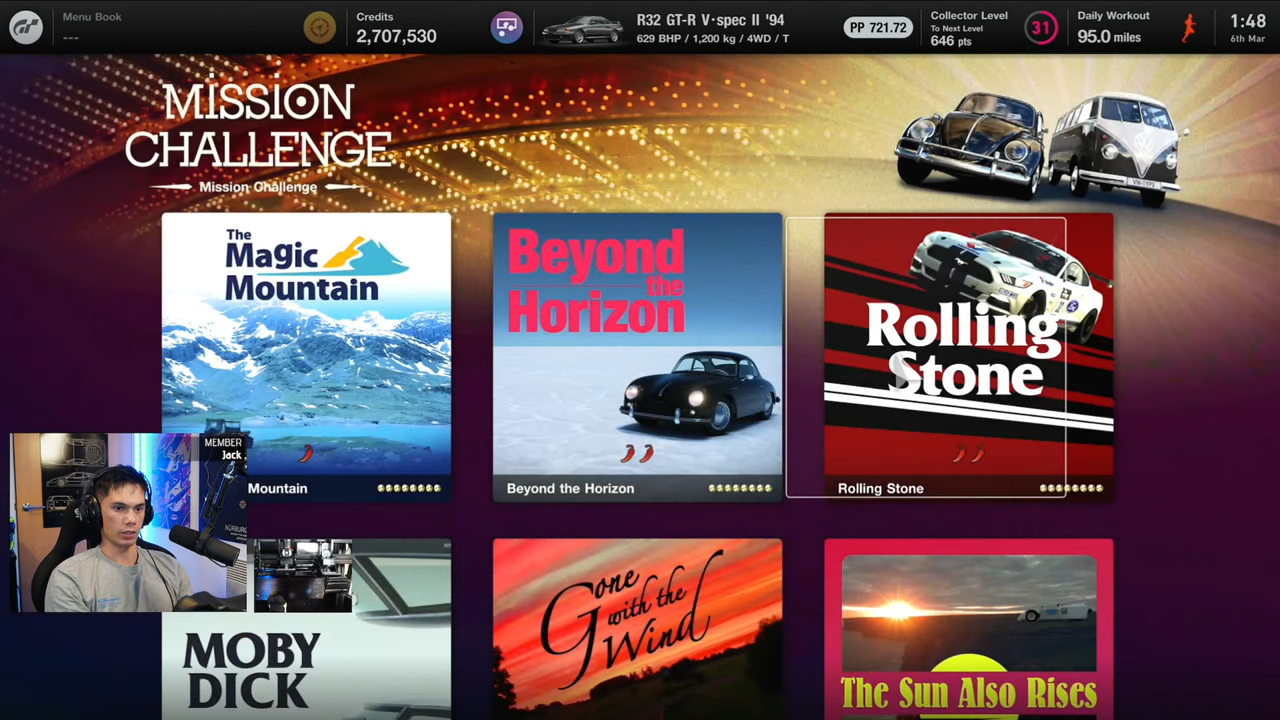 GT
Menu Book
---
Credits
2,707,530
R32 GT-R V·spec II '94
629 BHP / 1,200 kg / 4WD / T
PP 721.72
Collector Level
To Next Level
646 pts
31
Daily Workout
95.0 miles
1:48
6th Mar
MISSION
CHALLENGE
Mission Challenge
The
Magic
Mountain
Beyond
the
Horizon
Rolling
Stone
Mountain
Beyond the Horizon
Rolling Stone
MEMBER
Jack
NÜRBURG
MOBY
DICK
Gone
with the
Wind
The Sun Also Rises